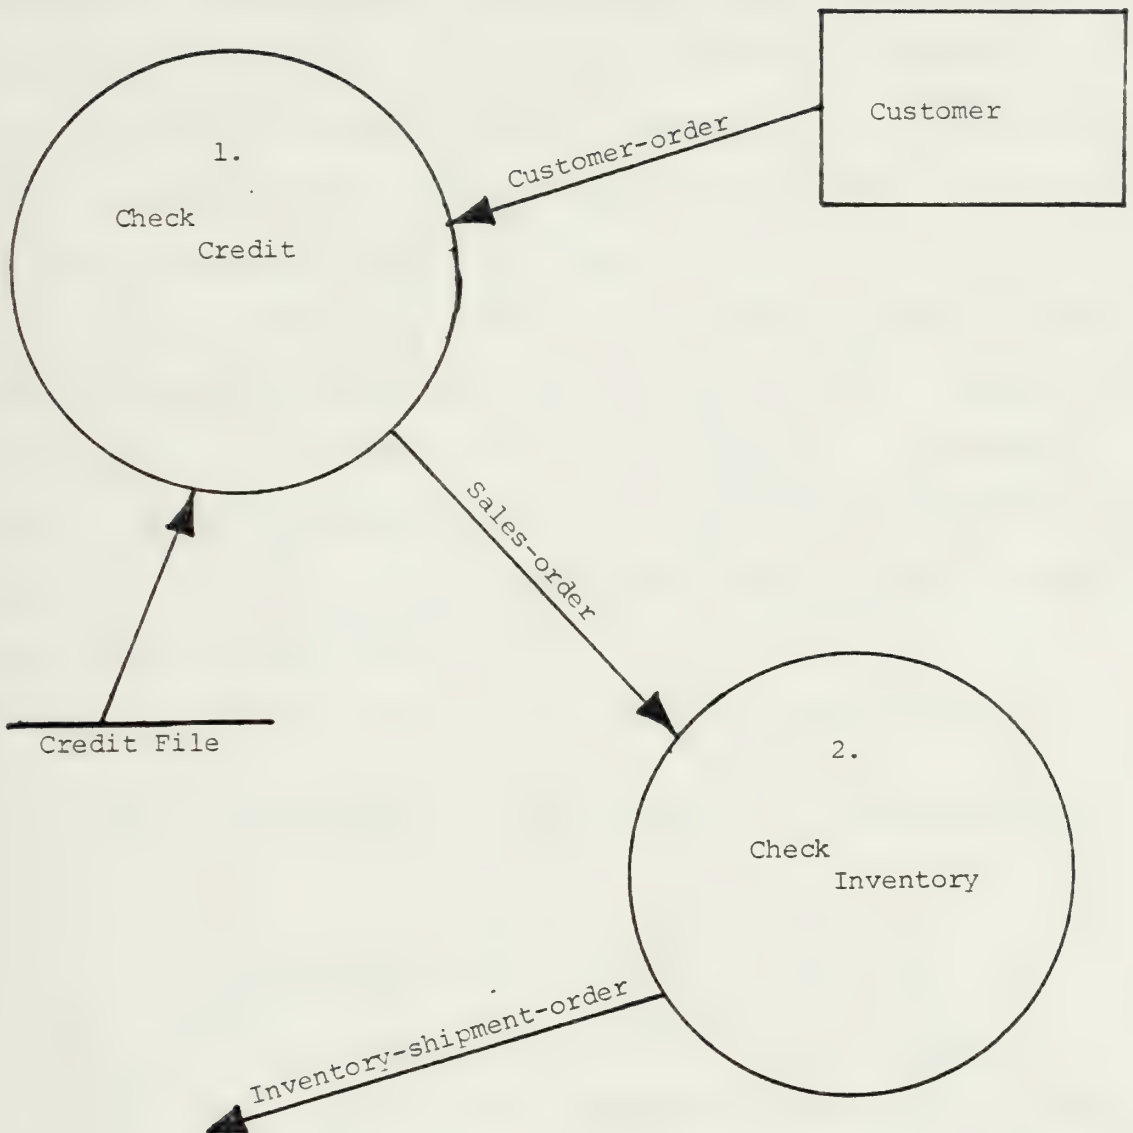 Customer
Customer-order
1.
Check
Credit
Sales-order
Credit File
2.
Check
Inventory
Inventory-shipment-order